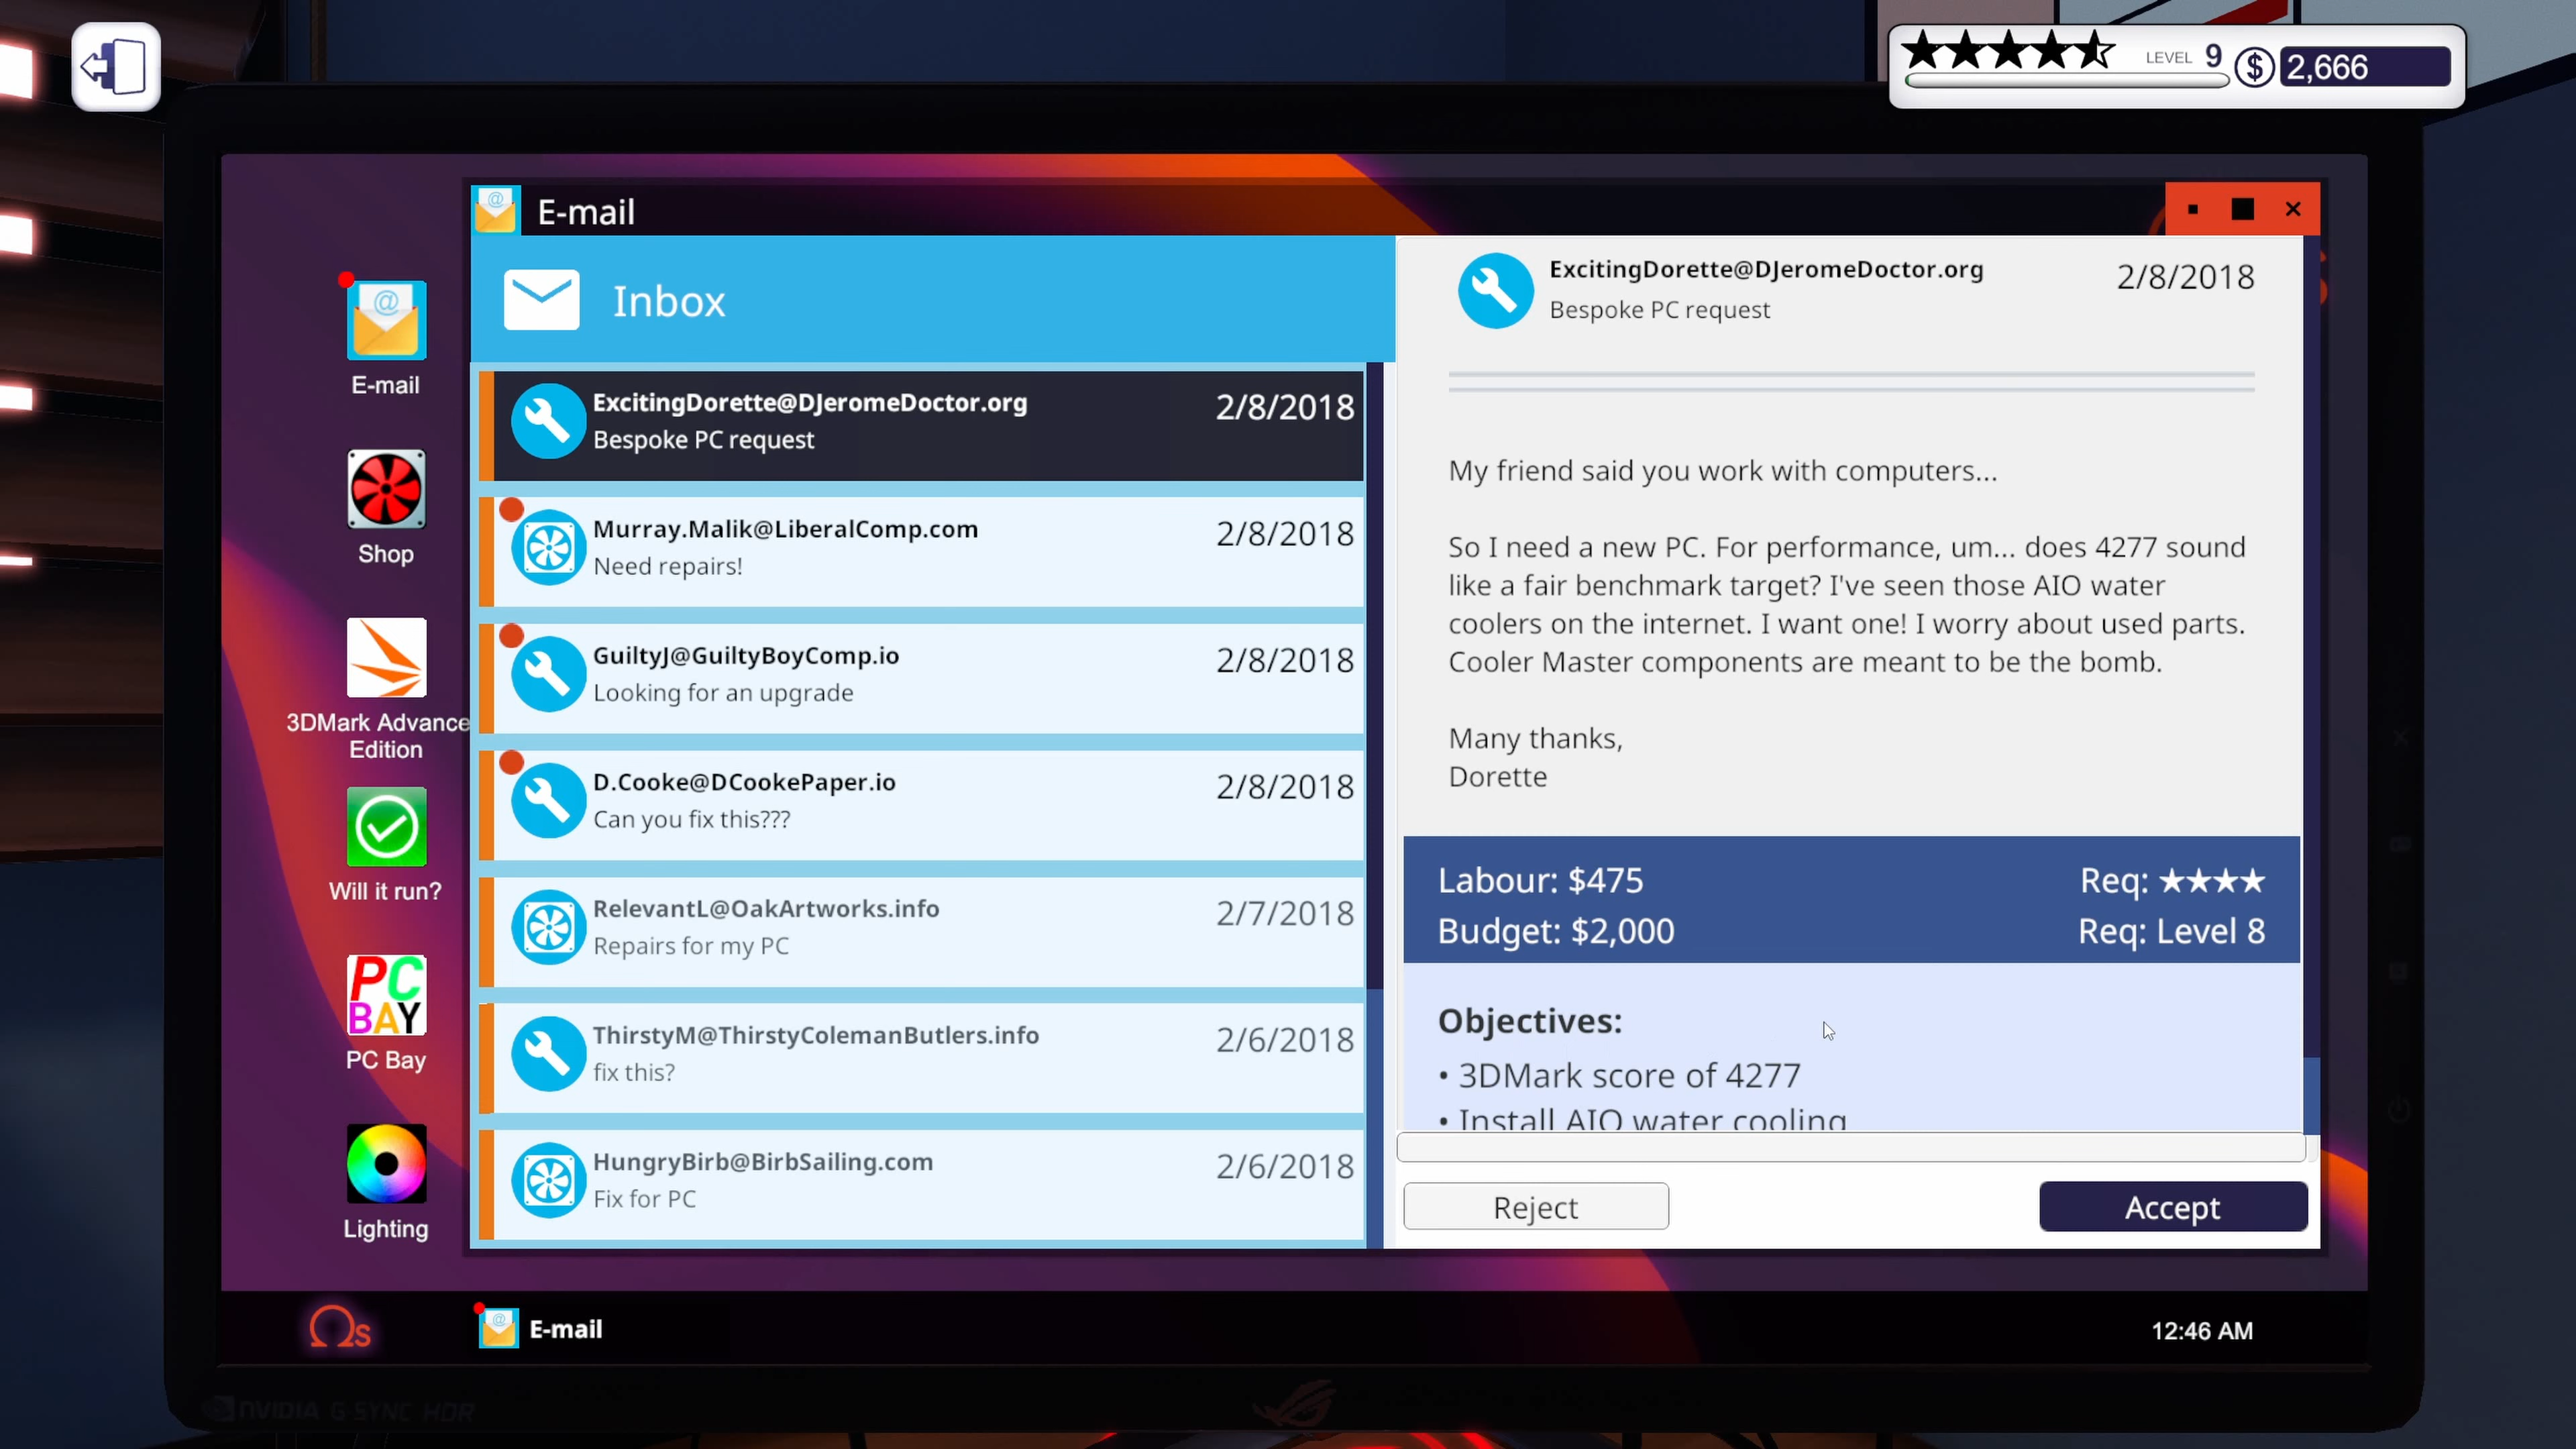 LEVEL 9
$ 2,666
E-mail
Inbox
ExcitingDorette@DJeromeDoctor.org
2/8/2018
Bespoke PC request
Murray.Malik@LiberalComp.com
2/8/2018
Need repairs!
GuiltyJ@GuiltyBoyComp.io
2/8/2018
Looking for an upgrade
D.Cooke@DCookePaper.io
2/8/2018
Can you fix this???
RelevantL@OakArtworks.info
2/7/2018
Repairs for my PC
ThirstyM@ThirstyColemanButlers.info
2/6/2018
fix this?
HungryBirb@BirbSailing.com
2/6/2018
Fix for PC
ExcitingDorette@DJeromeDoctor.org
2/8/2018
Bespoke PC request
My friend said you work with computers...
So I need a new PC. For performance, um... does 4277 sound
like a fair benchmark target? I've seen those AIO water
coolers on the internet. I want one! I worry about used parts.
Cooler Master components are meant to be the bomb.
Many thanks,
Dorette
Labour: $475
Req: ★★★★
Budget: $2,000
Req: Level 8
Objectives:
• 3DMark score of 4277
• Install AIO water cooling
Reject
Accept
E-mail
Shop
3DMark Advance
Edition
Will it run?
PC
BAY
PC Bay
Lighting
Ωs
E-mail
12:46 AM
NVIDIA G-SYNC HDR